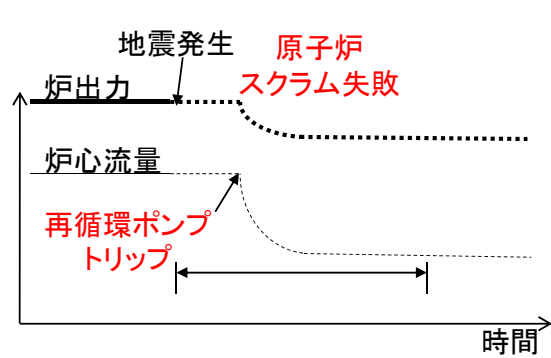 地震発生
原子炉
スクラム失敗
炉出力
炉心流量
再循環ポンプ
トリップ
時間